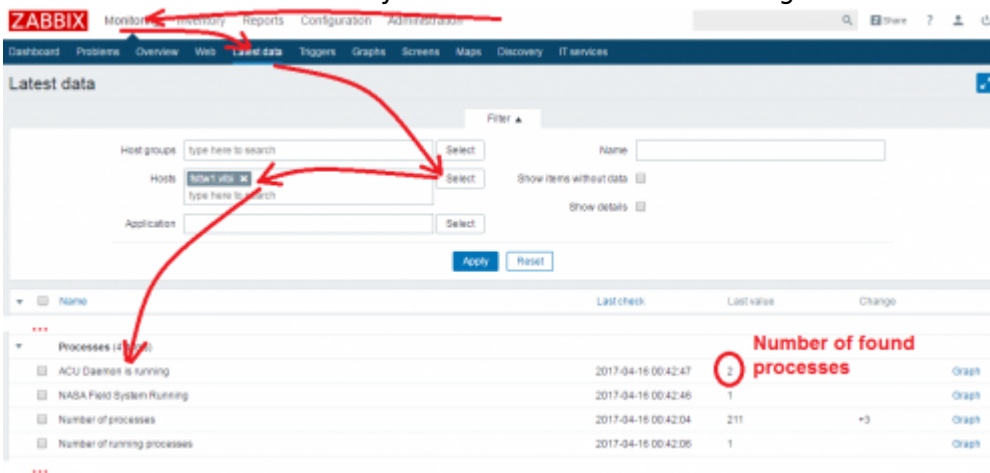 ZABBIX Monitoring Inventory Reports Configuration Administration Share ?
Dashboard Problems Overview Web Latest data Triggers Graphs Screens Maps Discovery IT services
Latest data
Filter
Host groups type here to search Select Name
Hosts Select Show items without data
type here to search
Show details
Application Select
Apply Reset
Name Last check Last value Change
...
Processes
Number of found
processes
ACU Daemon is running 2017-04-16 00:42:47 2 Graph
NASA Field System Running 2017-04-16 00:42:46 1 Graph
Number of processes 2017-04-16 00:42:04 211 +3 Graph
Number of running processes 2017-04-16 00:42:06 1 Graph
...